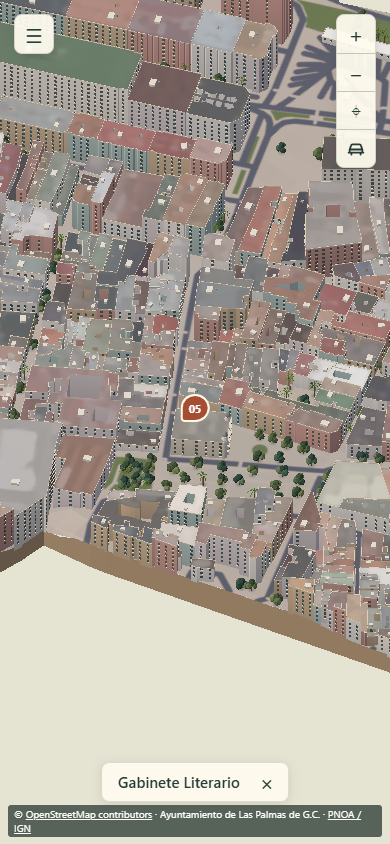 05
Gabinete Literario
© OpenStreetMap contributors · Ayuntamiento de Las Palmas de G.C. · PNOA /
IGN